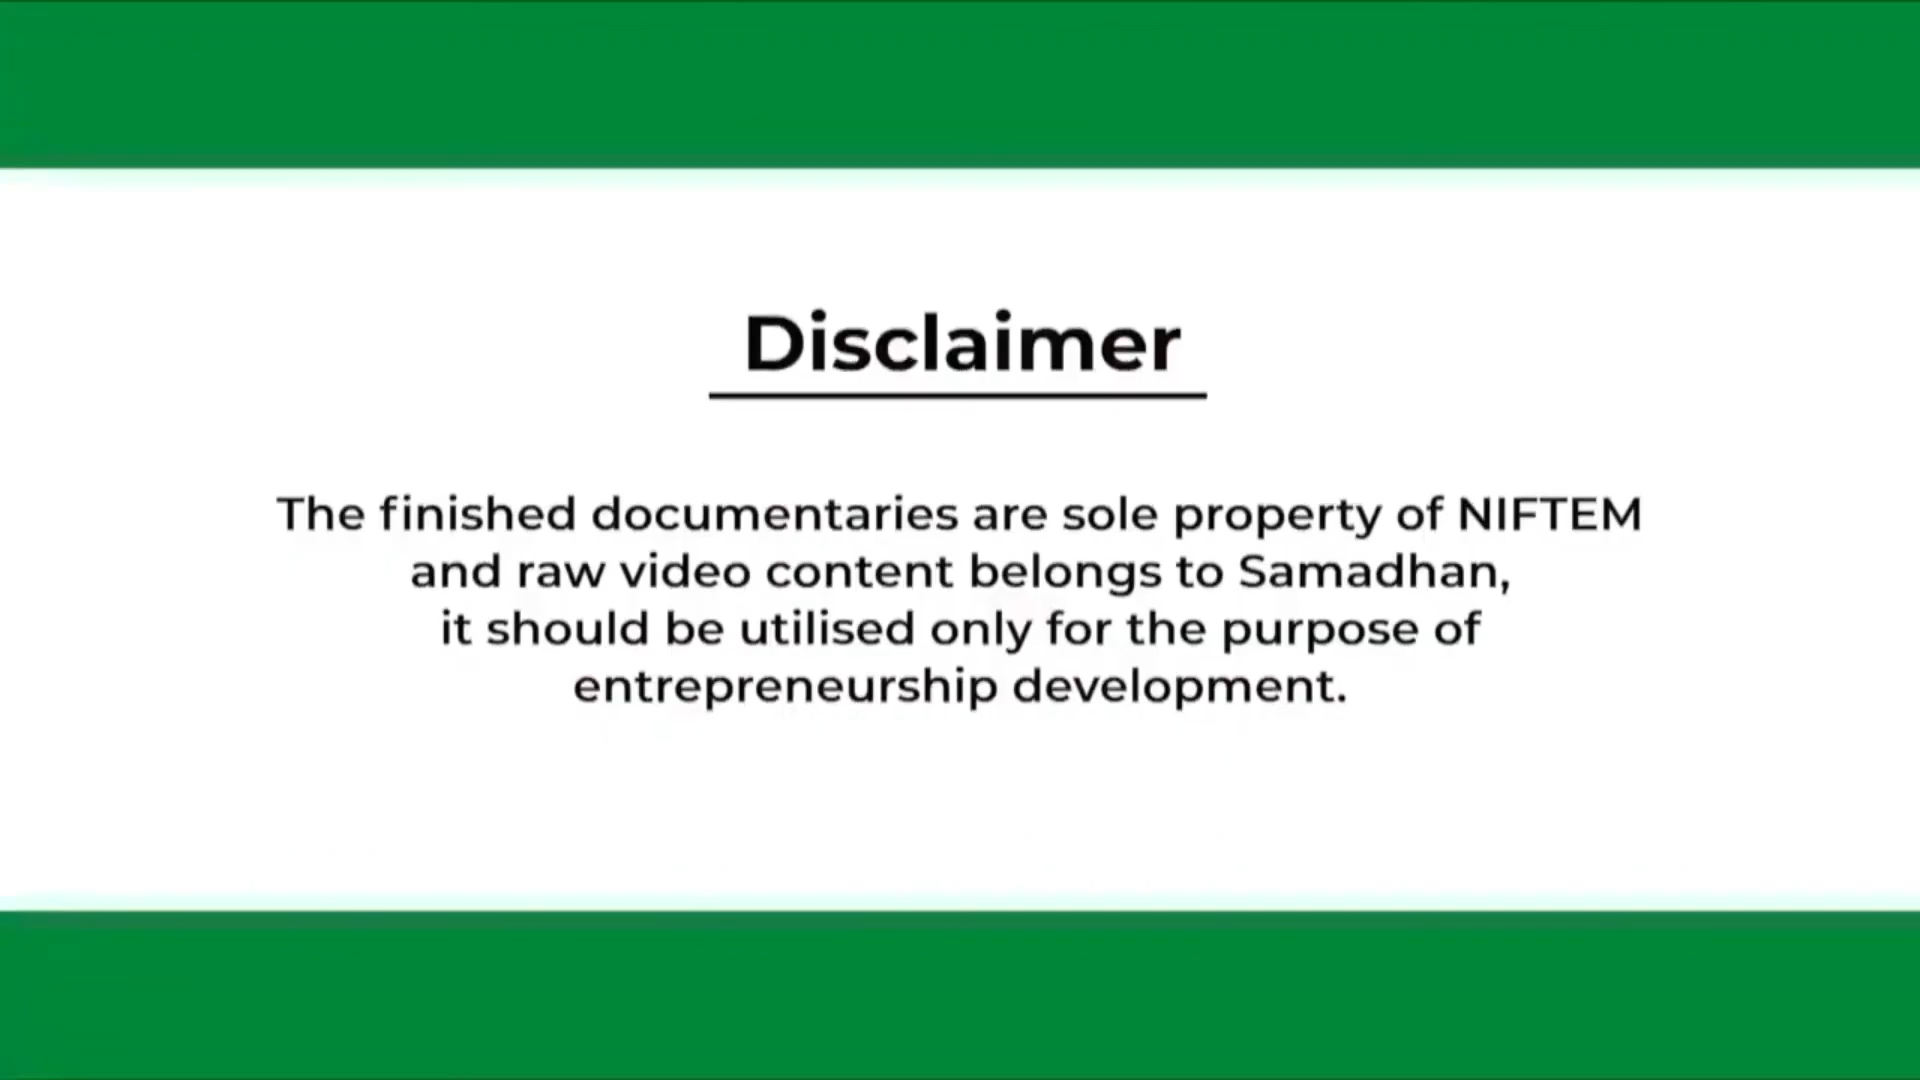 Disclaimer
The finished documentaries are sole property of NIFTEM
and raw video content belongs to Samadhan,
it should be utilised only for the purpose of
entrepreneurship development.